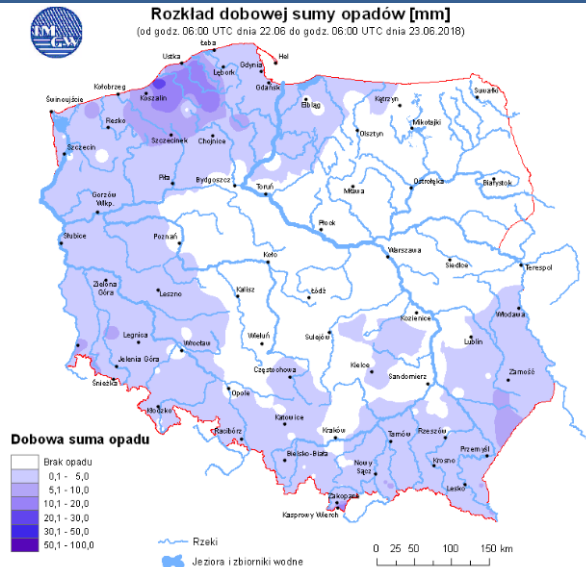 Rozkład dobowej sumy opadów [mm]
(od godz. 06:00 UTC dnia 22.06 do godz. 06:00 UTC dnia 23.06.2018)
IM
GW
Łeba
Ustka
Hel
Lębork
Gdynia
Gdańsk
Kołobrzeg
Koszalin
Świnoujście
Resko
Elbląg
Kętrzyn
Suwałki
Mikołajki
Olsztyn
Szczecinek
Chojnice
Szczecin
Piła
Bydgoszcz
Toruń
Mława
Ostrołęka
Białystok
Gorzów
Wlkp.
Płock
Słubice
Poznań
Koło
Warszawa
Siedlce
Terespol
Zielona
Góra
Leszno
Kalisz
Łódź
Kozienice
Włodawa
Legnica
Wrocław
Wieluń
Sulejów
Lublin
Jelenia Góra
Śnieżka
Częstochowa
Kielce
Sandomierz
Zamość
Opole
Kłodzko
Katowice
Racibórz
Kraków
Tarnów
Rzeszów
Przemyśl
Bielsko-Biała
Nowy
Sącz
Krosno
Lesko
Zakopane
Kasprowy Wierch
Dobowa suma opadu
Brak opadu
0,1 - 5,0
5,1 - 10,0
10,1 - 20,0
20,1 - 30,0
30,1 - 50,0
50,1 - 100,0
Rzeki
Jeziora i zbiorniki wodne
0 25 50 100 150 km